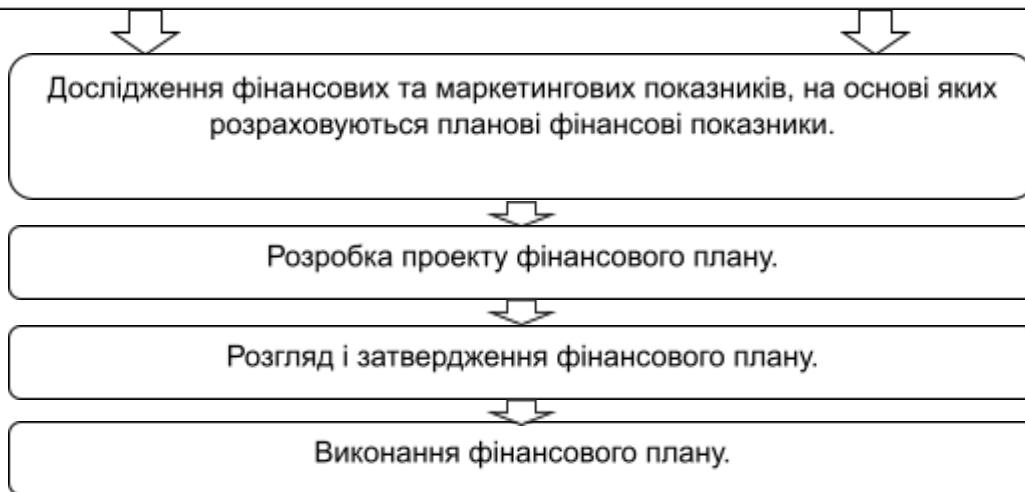 Дослідження фінансових та маркетингових показників, на основі яких
розраховуються планові фінансові показники.
Розробка проекту фінансового плану.
Розгляд і затвердження фінансового плану.
Виконання фінансового плану.